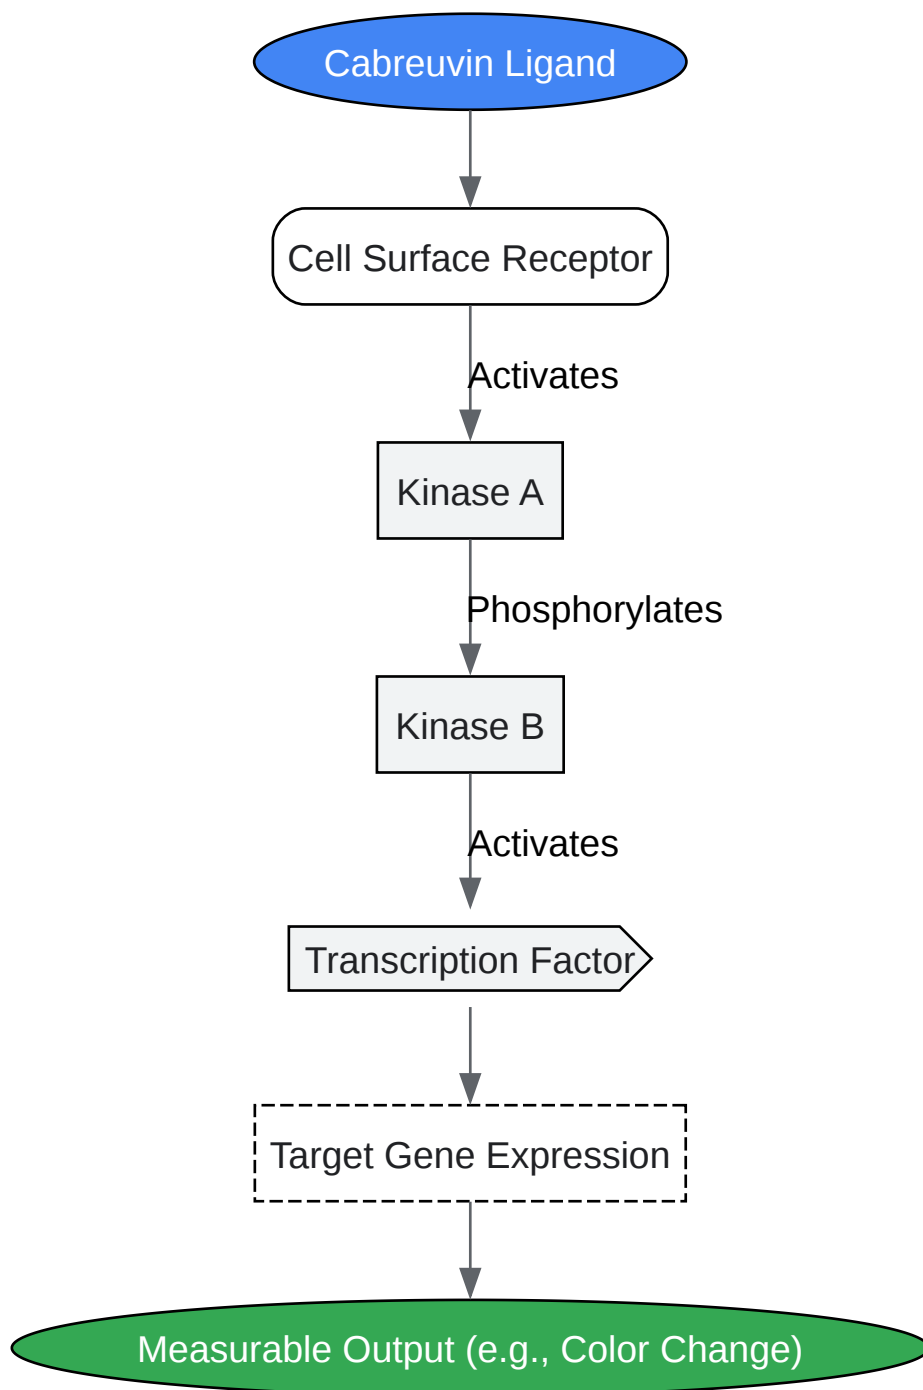 Cabreuvin Ligand
Cell Surface Receptor
Activates
Kinase A
Phosphorylates
Kinase B
Activates
Transcription Factor
Target Gene Expression
Measurable Output (e.g., Color Change)